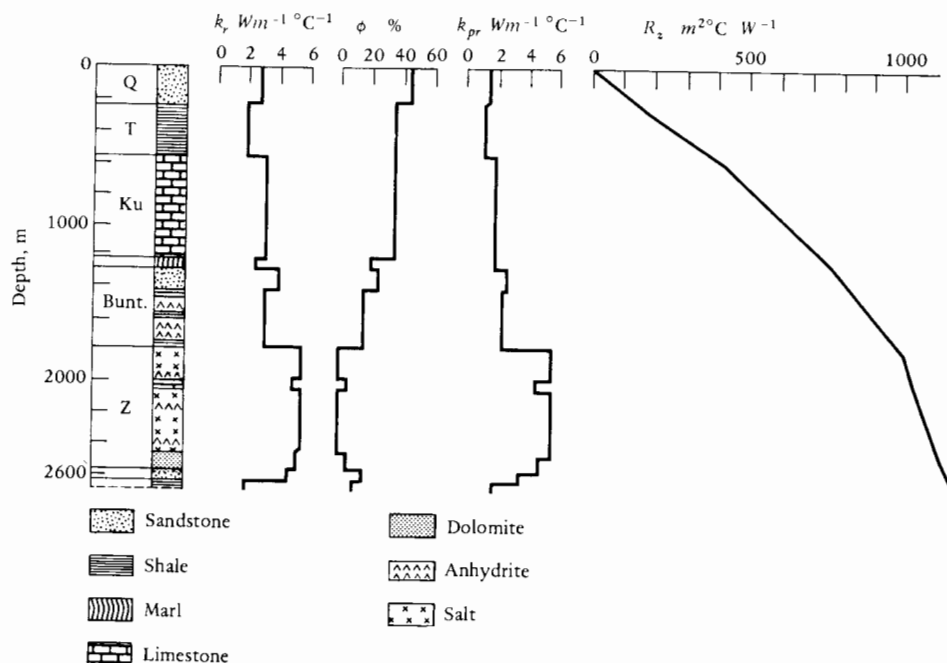 k_r Wm⁻¹ °C⁻¹ ϕ % k_pr Wm⁻¹ °C⁻¹ R_z m² °C W⁻¹
0 2 4 6 0 20 40 60 0 2 4 6 0 500 1000
0
Q
T
Ku
1000
Bunt.
2000
Z
2600
Depth, m
Sandstone
Shale
Marl
Limestone
Dolomite
Anhydrite
Salt